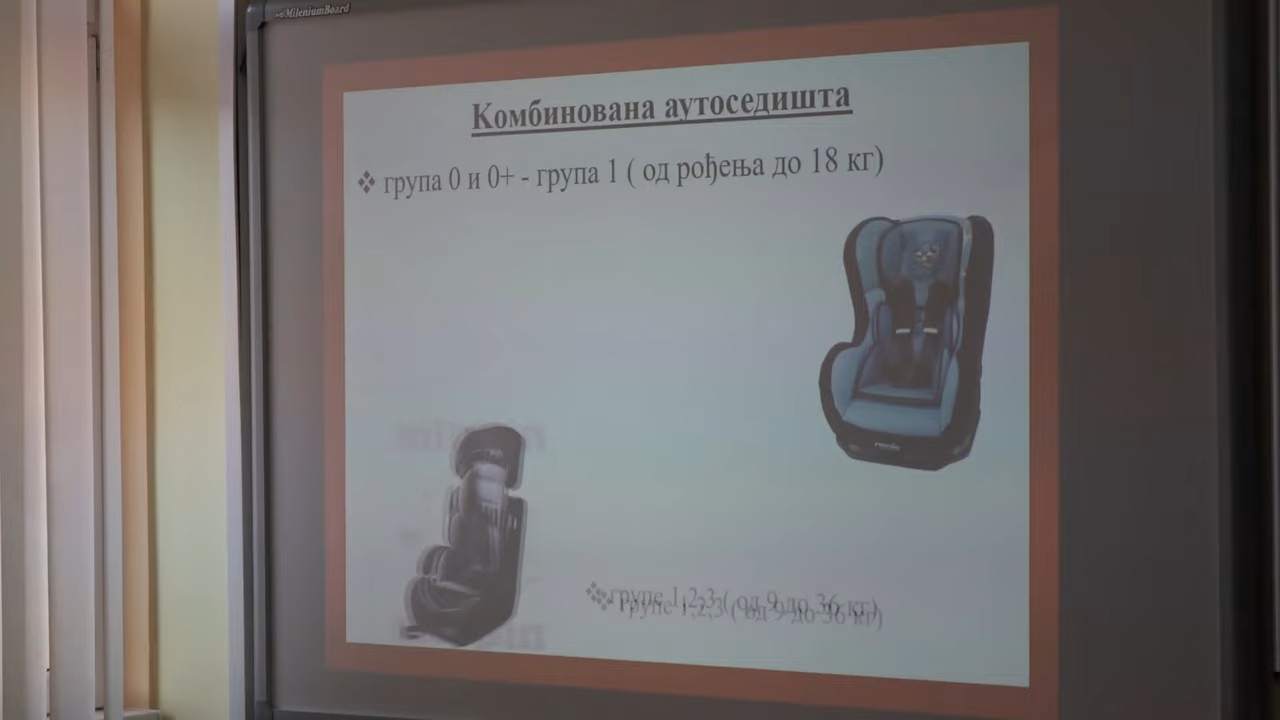 MileniumBoard
Комбинована аутоседишта
❖ група 0 и 0+ - група 1 ( од рођења до 18 кг)
❖ групе 1,2,3 ( од 9 до 36 кг)